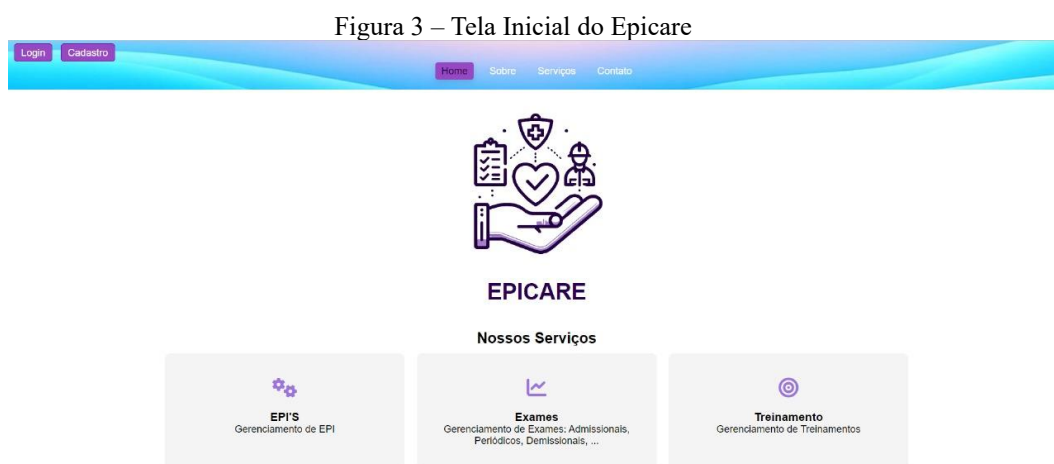 Figura 3 – Tela Inicial do Epicare
Login Cadastro
Home Sobre Serviços Contato
EPICARE
Nossos Serviços
EPI'S
Gerenciamento de EPI
Exames
Gerenciamento de Exames: Admissionais,
Periódicos, Demissionais, ...
Treinamento
Gerenciamento de Treinamentos